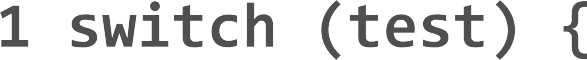 1 switch (test) {